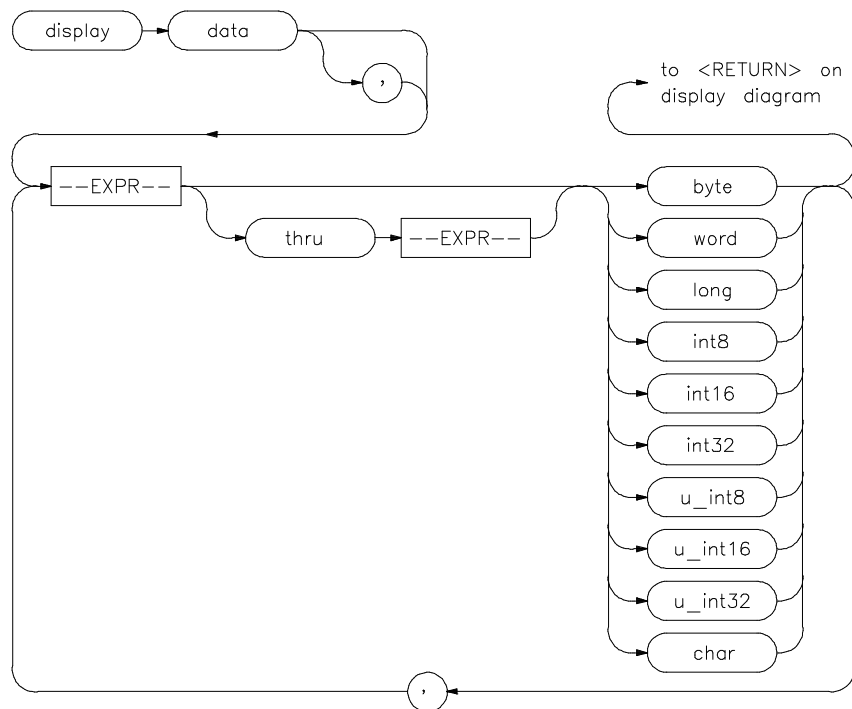 display data
,
to <RETURN> on
display diagram
--EXPR-- byte
thru --EXPR-- word
long
int8
int16
int32
u_int8
u_int16
u_int32
char
,